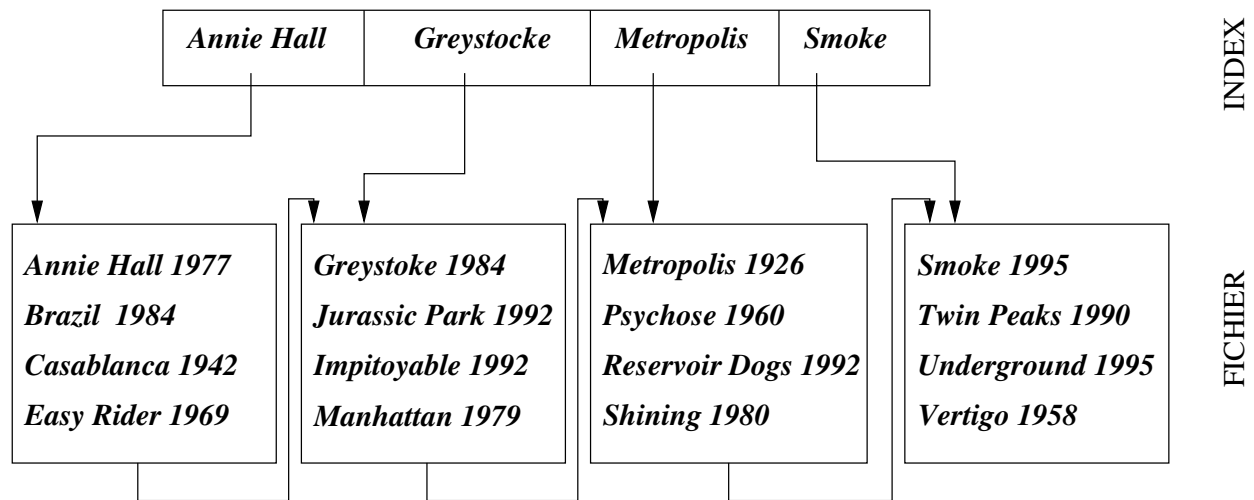 Annie Hall Greystocke Metropolis Smoke
INDEX
Annie Hall 1977
Brazil 1984
Casablanca 1942
Easy Rider 1969
Greystoke 1984
Jurassic Park 1992
Impitoyable 1992
Manhattan 1979
Metropolis 1926
Psychose 1960
Reservoir Dogs 1992
Shining 1980
Smoke 1995
Twin Peaks 1990
Underground 1995
Vertigo 1958
FICHIER